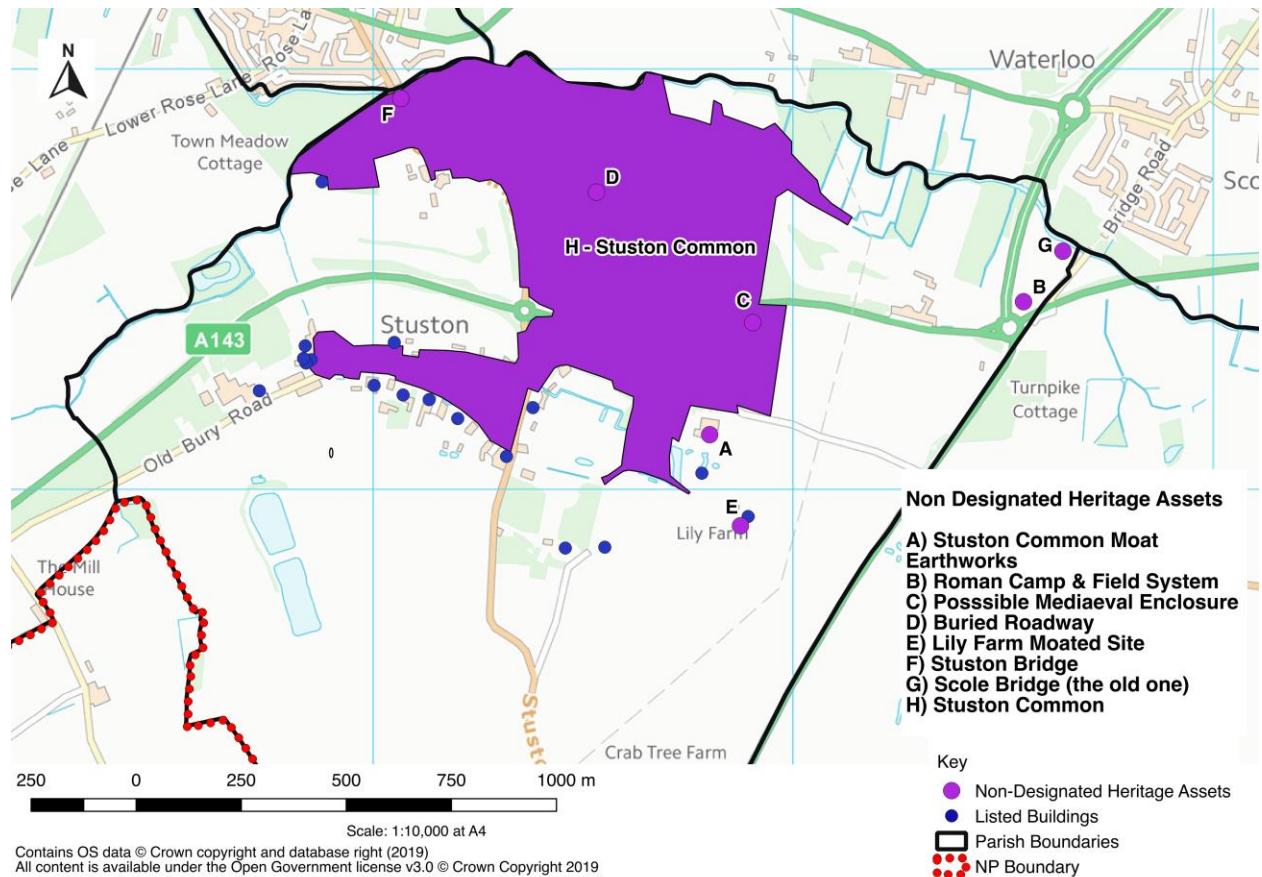 N
Waterloo
Lower Rose Lane
Rose La
se Lane
Town Meadow
Cottage
F
D
H - Stuston Common
Bridge Road
Sco
G
B
C
A143
Stuston
Turnpike
Cottage
Old Bury Road
A
E
Lily Farm
The Mill
House
Stusto
Crab Tree Farm
Non Designated Heritage Assets
A) Stuston Common Moat
Earthworks
B) Roman Camp & Field System
C) Posssible Mediaeval Enclosure
D) Buried Roadway
E) Lily Farm Moated Site
F) Stuston Bridge
G) Scole Bridge (the old one)
H) Stuston Common
Key
Non-Designated Heritage Assets
Listed Buildings
Parish Boundaries
NP Boundary
250 0 250 500 750 1000 m
Scale: 1:10,000 at A4
Contains OS data © Crown copyright and database right (2019)
All content is available under the Open Government license v3.0 © Crown Copyright 2019